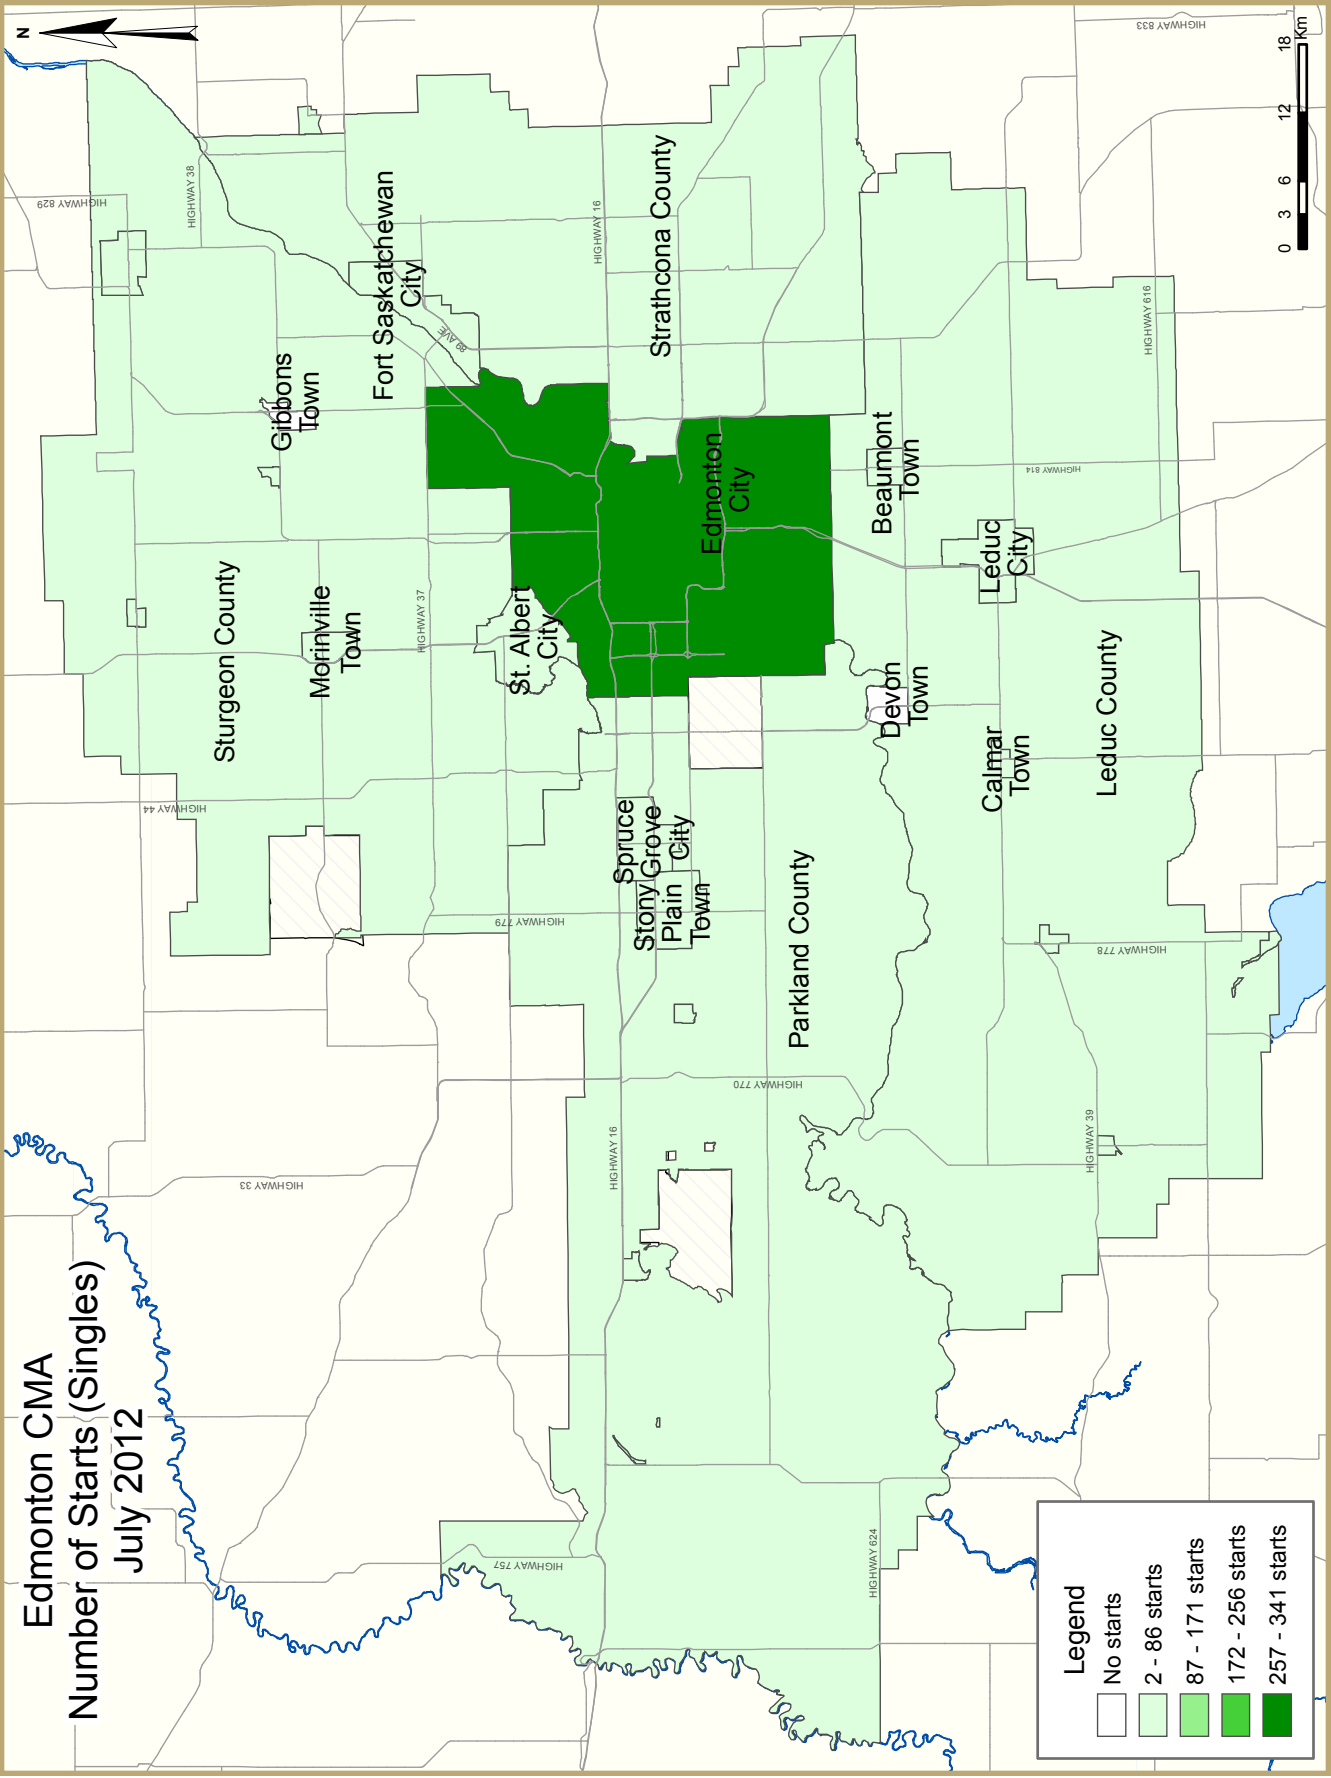 Edmonton CMA
Number of Starts (Singles)
July 2012
N
HIGHWAY 829
HIGHWAY 38
HIGHWAY 833
HIGHWAY 44
HIGHWAY 33
Gibbons
Town
Fort Saskatchewan
City
89 AVE
Sturgeon County
Morinville
Town
HIGHWAY 37
St. Albert
City
HIGHWAY 779
HIGHWAY 757
HIGHWAY 16
HIGHWAY 16
Strathcona County
Edmonton
City
Spruce
Grove
City
Stony
Plain
Town
HIGHWAY 770
Parkland County
HIGHWAY 624
Beaumont
Town
Devon
Town
Leduc
City
Calmar
Town
HIGHWAY 814
HIGHWAY 616
Leduc County
HIGHWAY 778
HIGHWAY 39
Legend
No starts
2 - 86 starts
87 - 171 starts
172 - 256 starts
257 - 341 starts
0 3 6 12 18
Km